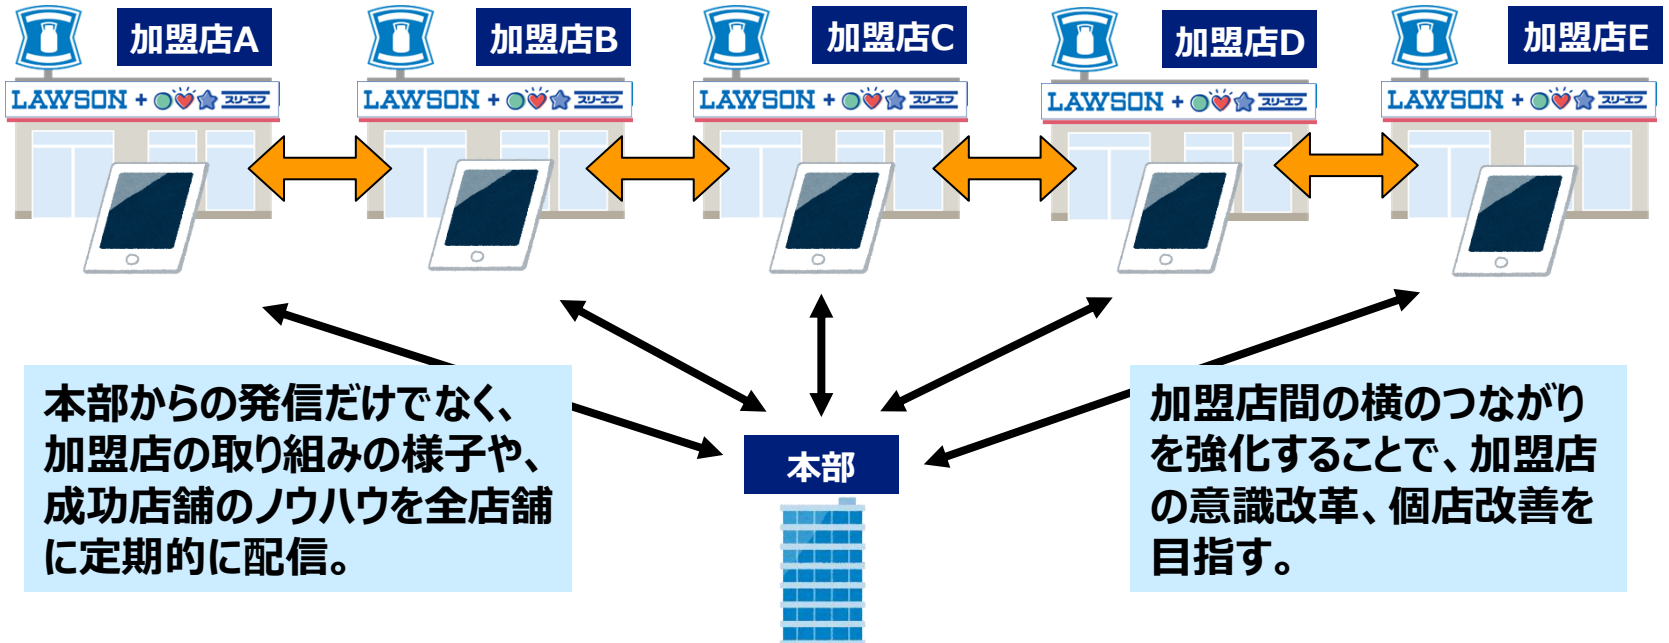 加盟店A
加盟店B
加盟店C
加盟店D
加盟店E
LAWSON + スリーエフ
LAWSON + スリーエフ
LAWSON + スリーエフ
LAWSON + スリーエフ
LAWSON + スリーエフ
本部からの発信だけでなく、
加盟店の取り組みの様子や、
成功店舗のノウハウを全店舗
に定期的に配信。
本部
加盟店間の横のつながり
を強化することで、加盟店
の意識改革、個店改善を
目指す。